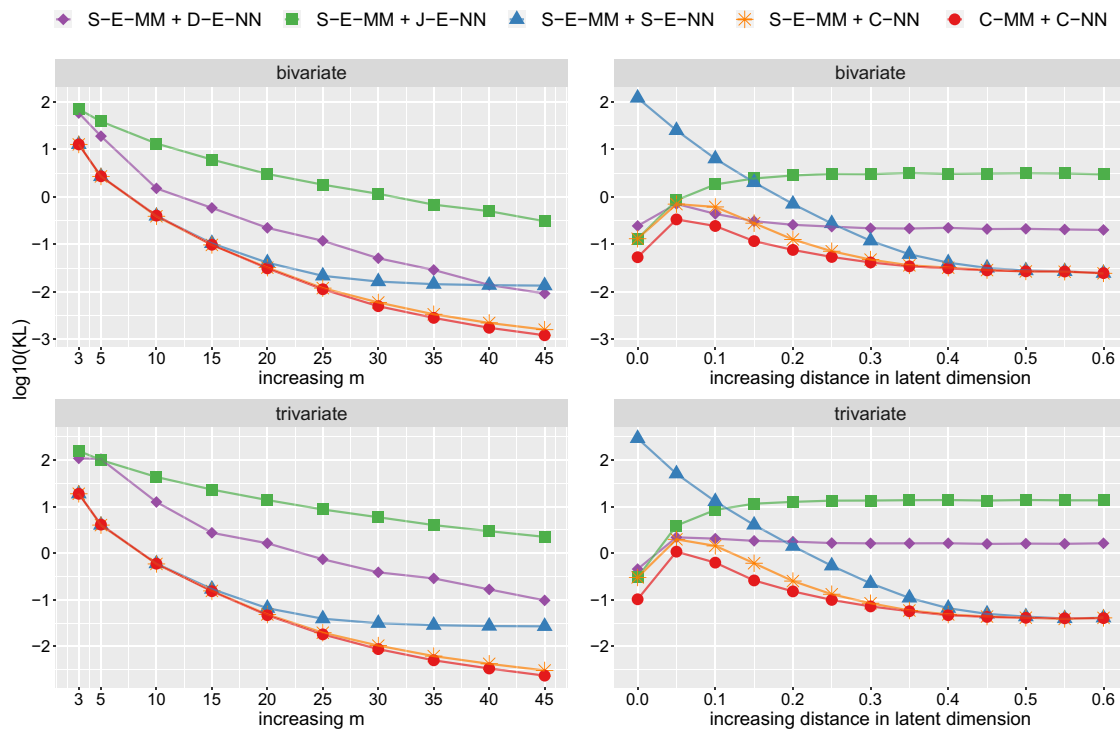 S−E−MM + D−E−NN S−E−MM + J−E−NN S−E−MM + S−E−NN S−E−MM + C−NN C−MM + C−NN
bivariate
2
1
0
−1
−2
−3
3 5 10 15 20 25 30 35 40 45
increasing m
bivariate
2
1
0
−1
−2
−3
0.0 0.1 0.2 0.3 0.4 0.5 0.6
increasing distance in latent dimension
log10(KL)
trivariate
2
1
0
−1
−2
3 5 10 15 20 25 30 35 40 45
increasing m
trivariate
2
1
0
−1
−2
0.0 0.1 0.2 0.3 0.4 0.5 0.6
increasing distance in latent dimension